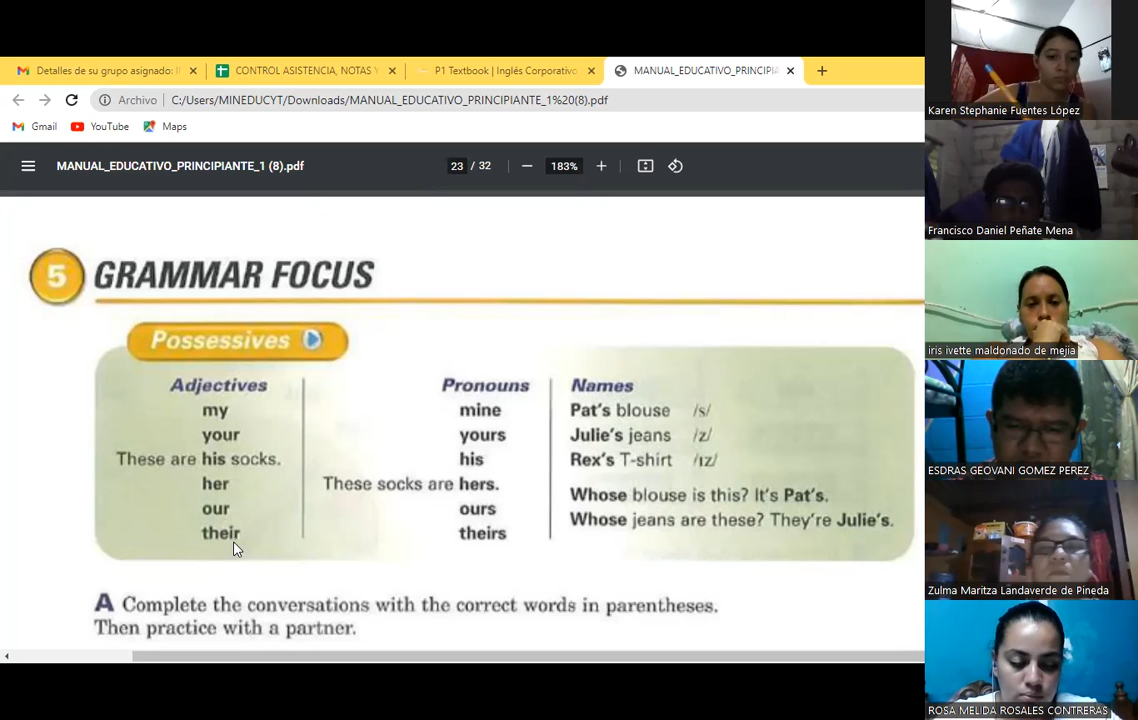 Detalles de su grupo asignado: II
CONTROL ASISTENCIA, NOTAS Y
P1 Textbook | Inglés Corporativo
MANUAL_EDUCATIVO_PRINCIPIA
Archivo
C:/Users/MINEDUCYT/Downloads/MANUAL_EDUCATIVO_PRINCIPIANTE_1%20(8).pdf
Gmail
YouTube
Maps
MANUAL_EDUCATIVO_PRINCIPIANTE_1 (8).pdf
23 / 32
183%
5 GRAMMAR FOCUS
Possessives
Adjectives
my
your
These are his socks.
her
our
their
Pronouns
mine
yours
his
These socks are hers.
ours
theirs
Names
Pat's blouse /s/
Julie's jeans /z/
Rex's T-shirt /ɪz/
Whose blouse is this? It's Pat's.
Whose jeans are these? They're Julie's.
A Complete the conversations with the correct words in parentheses.
Then practice with a partner.
Karen Stephanie Fuentes López
Francisco Daniel Peñate Mena
iris ivette maldonado de mejia
ESDRAS GEOVANI GOMEZ PEREZ
Zulma Maritza Landaverde de Pineda
ROSA MELIDA ROSALES CONTRERAS